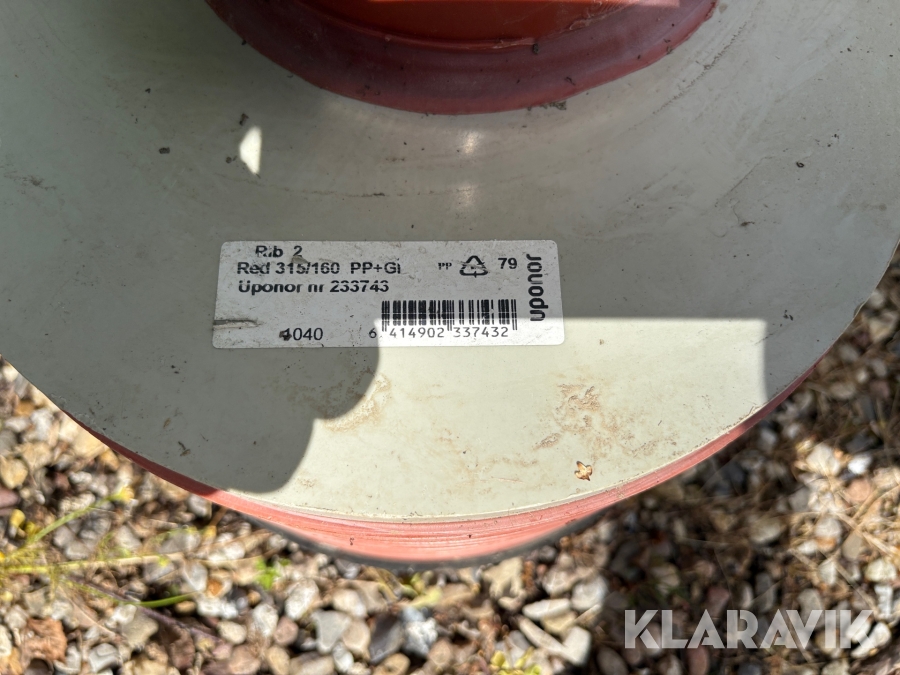 Rib 2
Red 315/160 PP+GI PP 79
Uponor nr 233743
uponor
4040 6 414902 337432
KLARAVIK